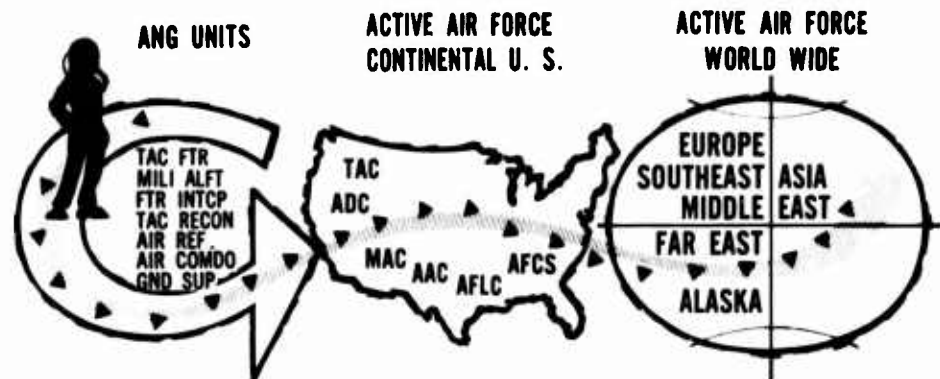 ANG UNITS
TAC FTR
MILI ALFT
FTR INTCP
TAC RECON
AIR REF.
AIR COMDO
GND SUP
ACTIVE AIR FORCE
CONTINENTAL U. S.
TAC
ADC
MAC
AAC
AFLC
AFCS
ACTIVE AIR FORCE
WORLD WIDE
EUROPE
SOUTHEAST ASIA
MIDDLE EAST
FAR EAST
ALASKA